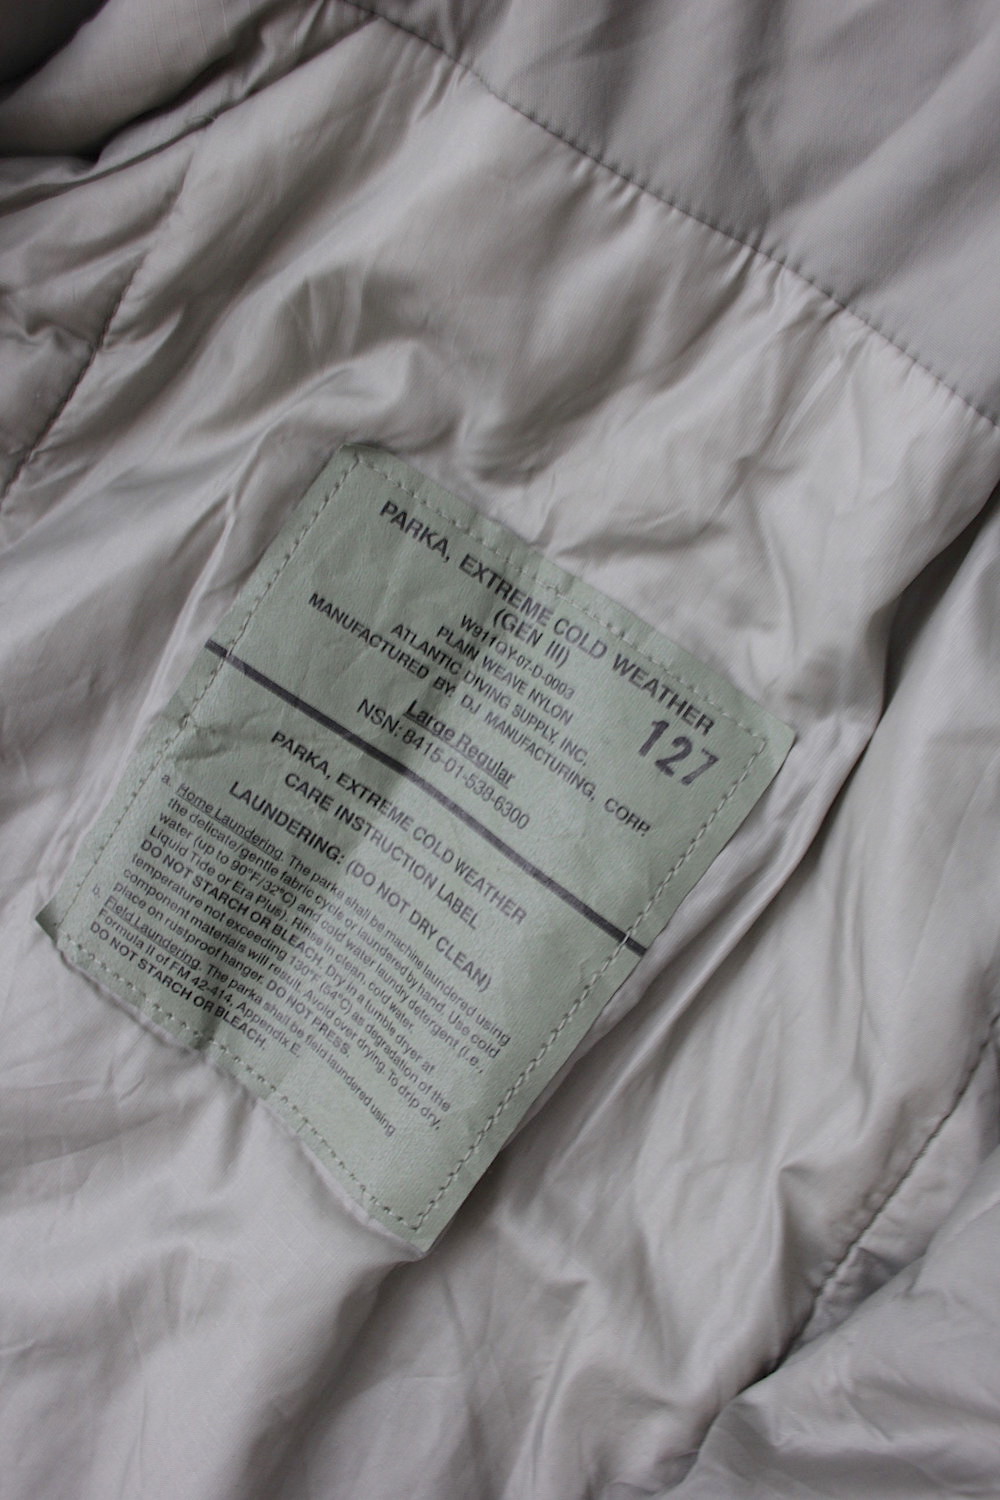 PARKA, EXTREME COLD WEATHER
(GEN III)
W911QY-07-D-0003
PLAIN WEAVE NYLON
ATLANTIC DIVING SUPPLY, INC.
MANUFACTURED BY: DJ MANUFACTURING, CORP.
127
Large Regular
NSN: 8415-01-538-6300
PARKA, EXTREME COLD WEATHER
CARE INSTRUCTION LABEL
LAUNDERING: (DO NOT DRY CLEAN)
a. Home Laundering. The parka shall be machine laundered using
the delicate/gentle fabric cycle or laundered by hand. Use cold
water (up to 90°F/32°C) and cold water laundry detergent (i.e.,
Liquid Tide or Era Plus). Rinse in clean, cold water.
DO NOT STARCH OR BLEACH. Dry in a tumble dryer at
temperature not exceeding 130°F (54°C) as degradation of the
component materials will result. Avoid over drying. To drip dry,
place on rustproof hanger. DO NOT PRESS.
b. Field Laundering. The parka shall be field laundered using
Formula II of FM 42-414, Appendix E.
DO NOT STARCH OR BLEACH.